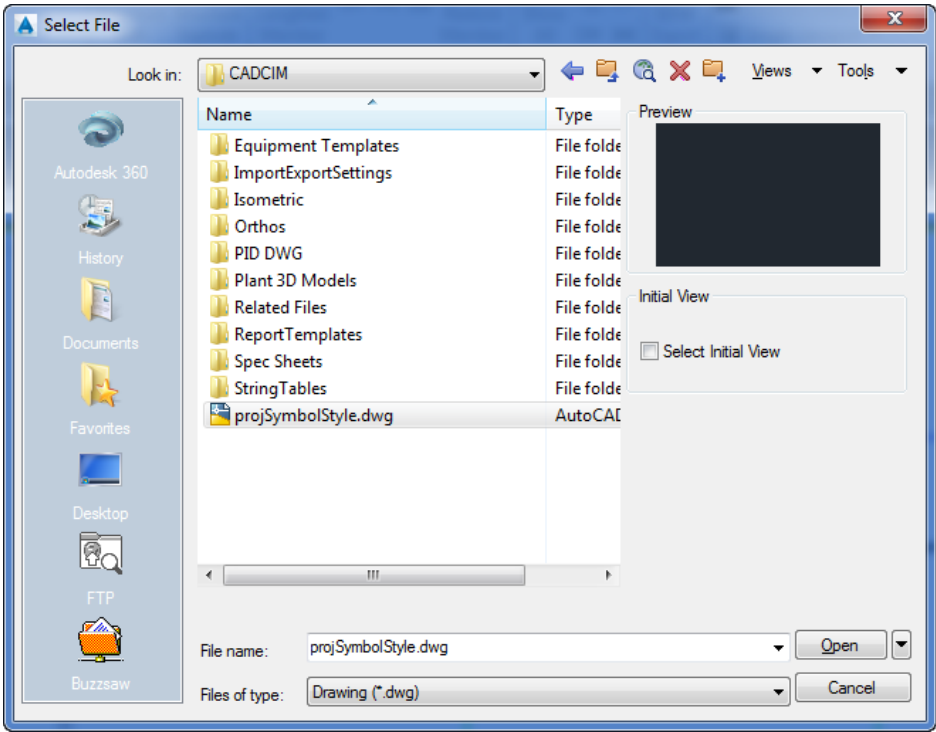 Select File
Look in:
CADCIM
Views
Tools
Autodesk 360
History
Documents
Favorites
Desktop
FTP
Buzzsaw
Name
Type
Equipment Templates
File folde
ImportExportSettings
File folde
Isometric
File folde
Orthos
File folde
PID DWG
File folde
Plant 3D Models
File folde
Related Files
File folde
ReportTemplates
File folde
Spec Sheets
File folde
StringTables
File folde
projSymbolStyle.dwg
AutoCAD
Preview
Initial View
Select Initial View
File name:
projSymbolStyle.dwg
Open
Files of type:
Drawing (*.dwg)
Cancel